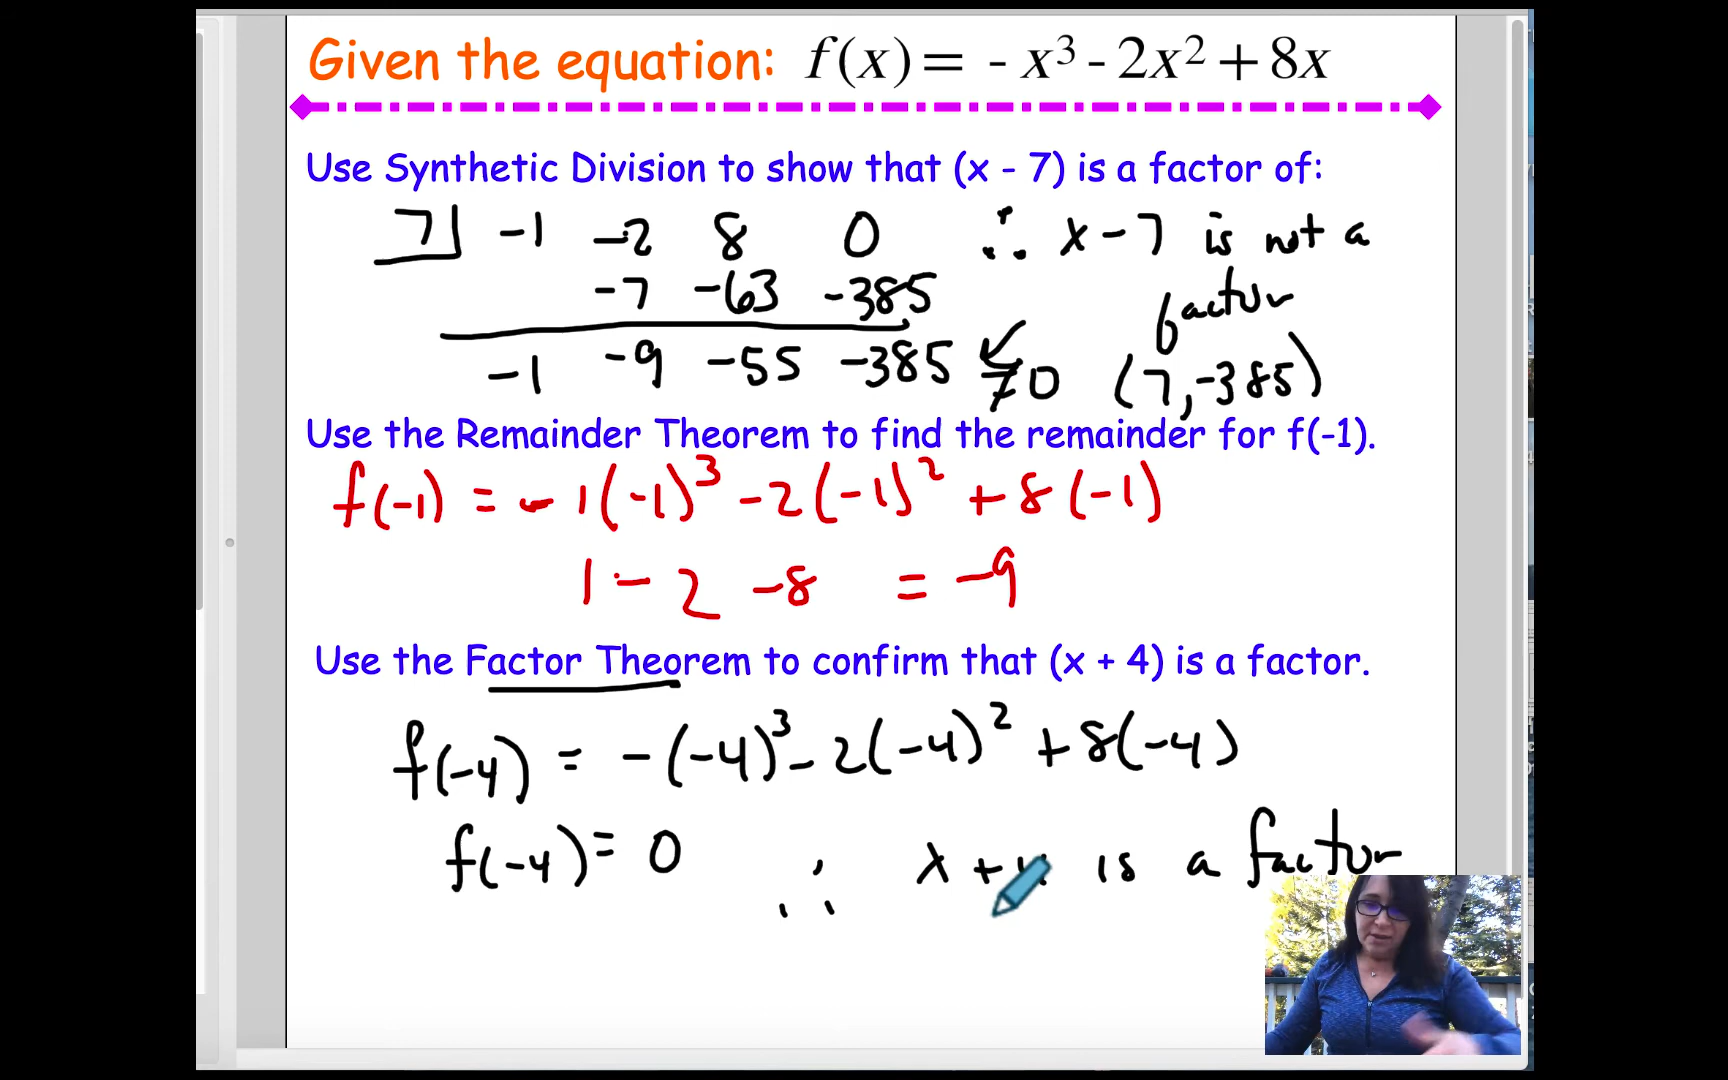 Given the equation: f(x) = - x³ - 2x² + 8x
Use Synthetic Division to show that (x - 7) is a factor of:
7 -1 -2 8 0 ∴ x - 7 is not a
-7 -63 -385 factor
-1 -9 -55 -385 ≠ 0 (7, -385)
Use the Remainder Theorem to find the remainder for f(-1).
f(-1) = -1(-1)³ - 2(-1)² + 8(-1)
1 - 2 - 8 = -9
Use the Factor Theorem to confirm that (x + 4) is a factor.
f(-4) = -(-4)³ - 2(-4)² + 8(-4)
f(-4) = 0 ∴ x + 4 is a factor